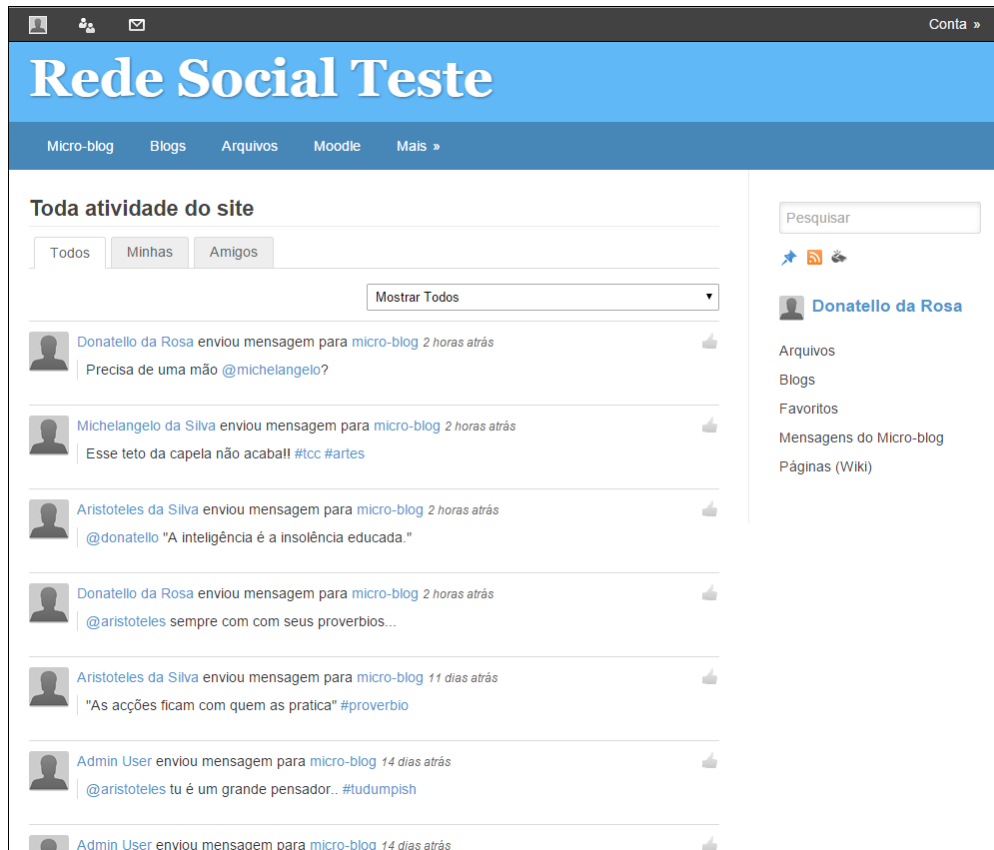 Conta »
Rede Social Teste
Micro-blog Blogs Arquivos Moodle Mais »
Toda atividade do site
Todos Minhas Amigos
Mostrar Todos
Donatello da Rosa enviou mensagem para micro-blog 2 horas atrás
Precisa de uma mão @michelangelo?
Michelangelo da Silva enviou mensagem para micro-blog 2 horas atrás
Esse teto da capela não acaba!! #tcc #artes
Aristoteles da Silva enviou mensagem para micro-blog 2 horas atrás
@donatello "A inteligência é a insolência educada."
Donatello da Rosa enviou mensagem para micro-blog 2 horas atrás
@aristoteles sempre com com seus proverbios...
Aristoteles da Silva enviou mensagem para micro-blog 11 dias atrás
"As acções ficam com quem as pratica" #proverbio
Admin User enviou mensagem para micro-blog 14 dias atrás
@aristoteles tu é um grande pensador.. #tudumpish
Admin User enviou mensagem para micro-blog 14 dias atrás
Pesquisar
Donatello da Rosa
Arquivos
Blogs
Favoritos
Mensagens do Micro-blog
Páginas (Wiki)